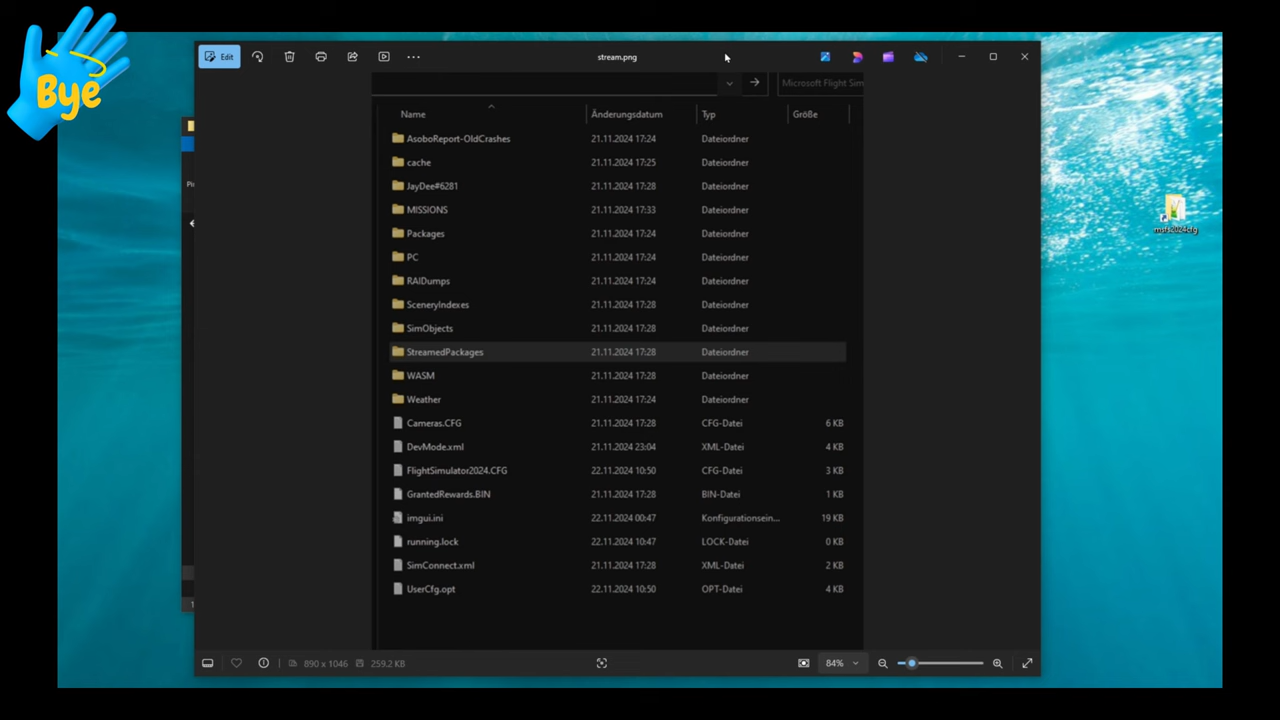 Bye
Edit
stream.png
Microsoft Flight Sim
Name Änderungsdatum Typ Größe
AsoboReport-OldCrashes 21.11.2024 17:24 Dateiordner
cache 21.11.2024 17:25 Dateiordner
JayDee#6281 21.11.2024 17:28 Dateiordner
MISSIONS 21.11.2024 17:33 Dateiordner
Packages 21.11.2024 17:24 Dateiordner
PC 21.11.2024 17:24 Dateiordner
RAIDumps 21.11.2024 17:24 Dateiordner
SceneryIndexes 21.11.2024 17:28 Dateiordner
SimObjects 21.11.2024 17:28 Dateiordner
StreamedPackages 21.11.2024 17:28 Dateiordner
WASM 21.11.2024 17:28 Dateiordner
Weather 21.11.2024 17:24 Dateiordner
Cameras.CFG 21.11.2024 17:28 CFG-Datei 6 KB
DevMode.xml 21.11.2024 23:04 XML-Datei 4 KB
FlightSimulator2024.CFG 22.11.2024 10:50 CFG-Datei 3 KB
GrantedRewards.BIN 21.11.2024 17:28 BIN-Datei 1 KB
imgui.ini 22.11.2024 00:47 Konfigurationsein... 19 KB
running.lock 22.11.2024 10:47 LOCK-Datei 0 KB
SimConnect.xml 21.11.2024 17:28 XML-Datei 2 KB
UserCfg.opt 22.11.2024 10:50 OPT-Datei 4 KB
890 x 1046 259.2 KB 84%
msfs2024cfg